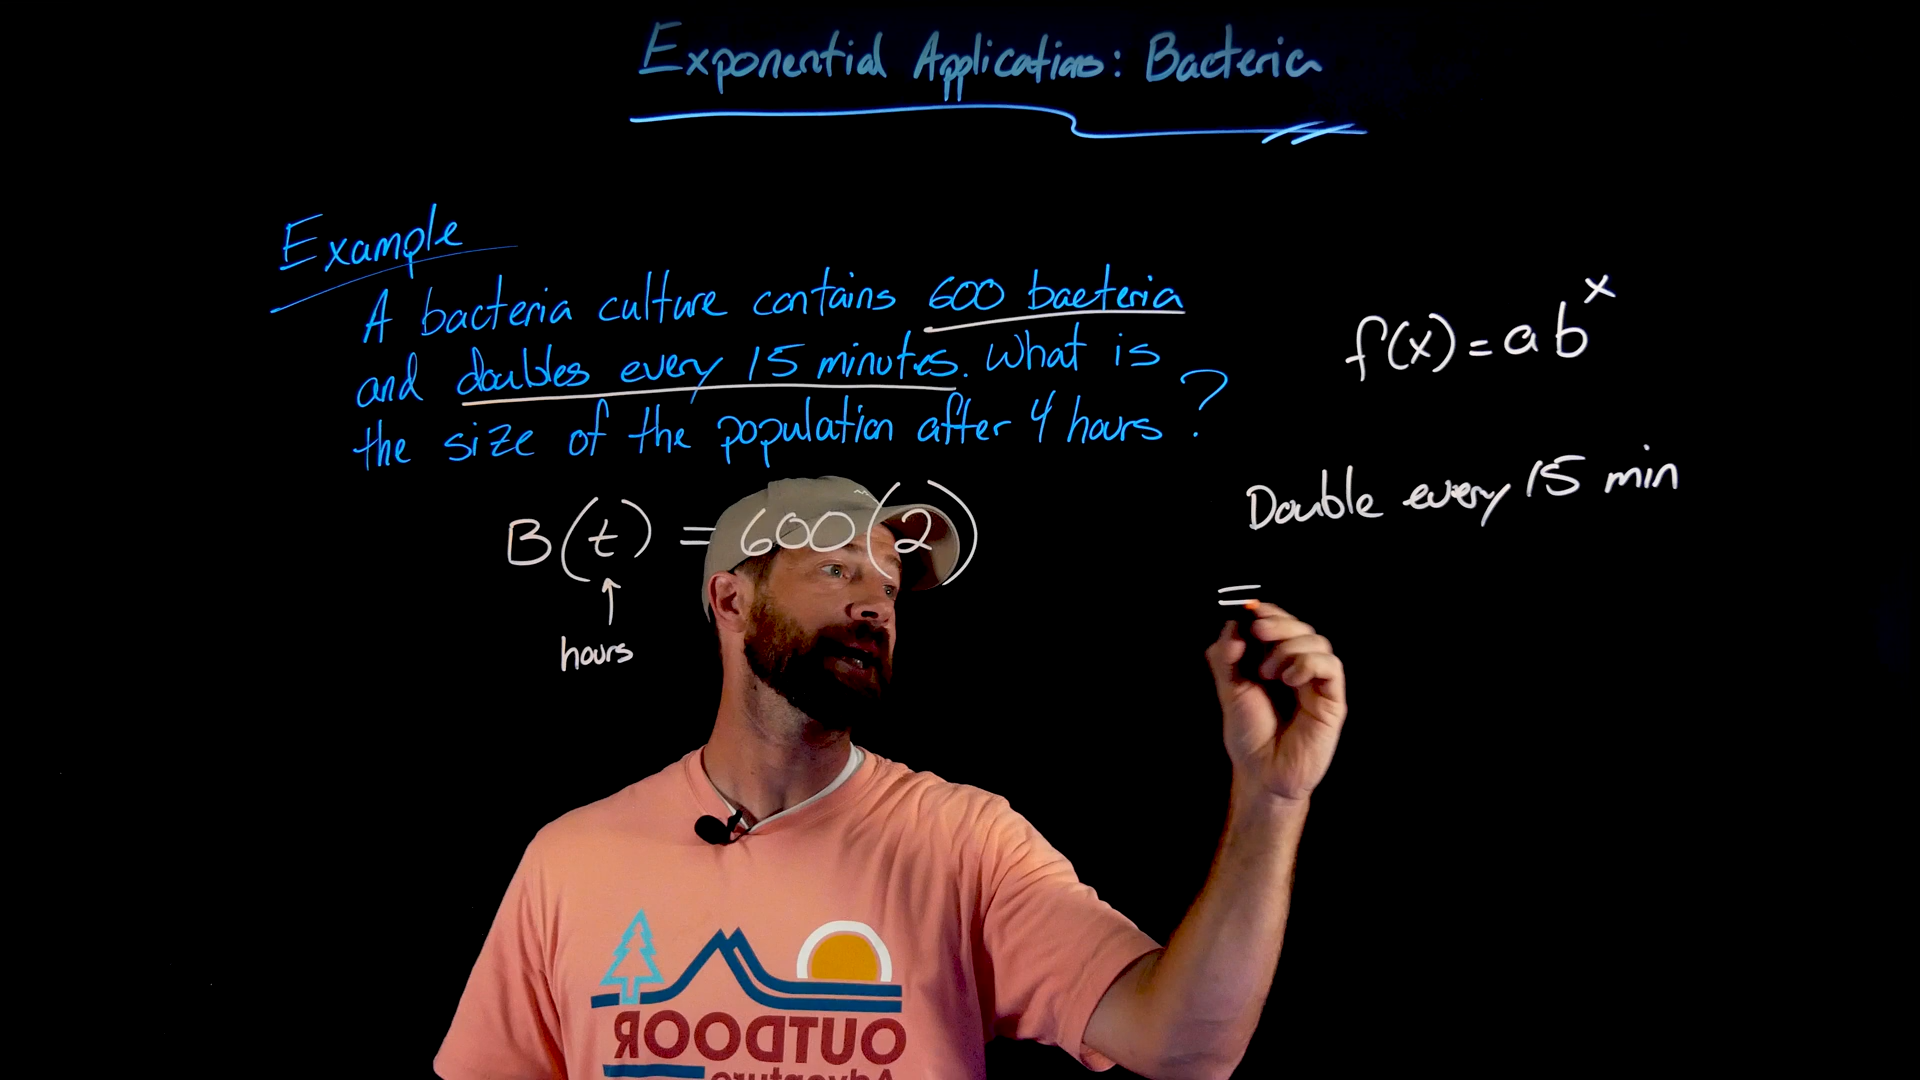 Exponential Applications: Bacteria
Example
A bacteria culture contains 600 bacteria
and doubles every 15 minutes. What is
the size of the population after 4 hours?
f(x) = ab^x
Double every 15 min
B(t) = 600(2)
=
hours
OUTDOOR